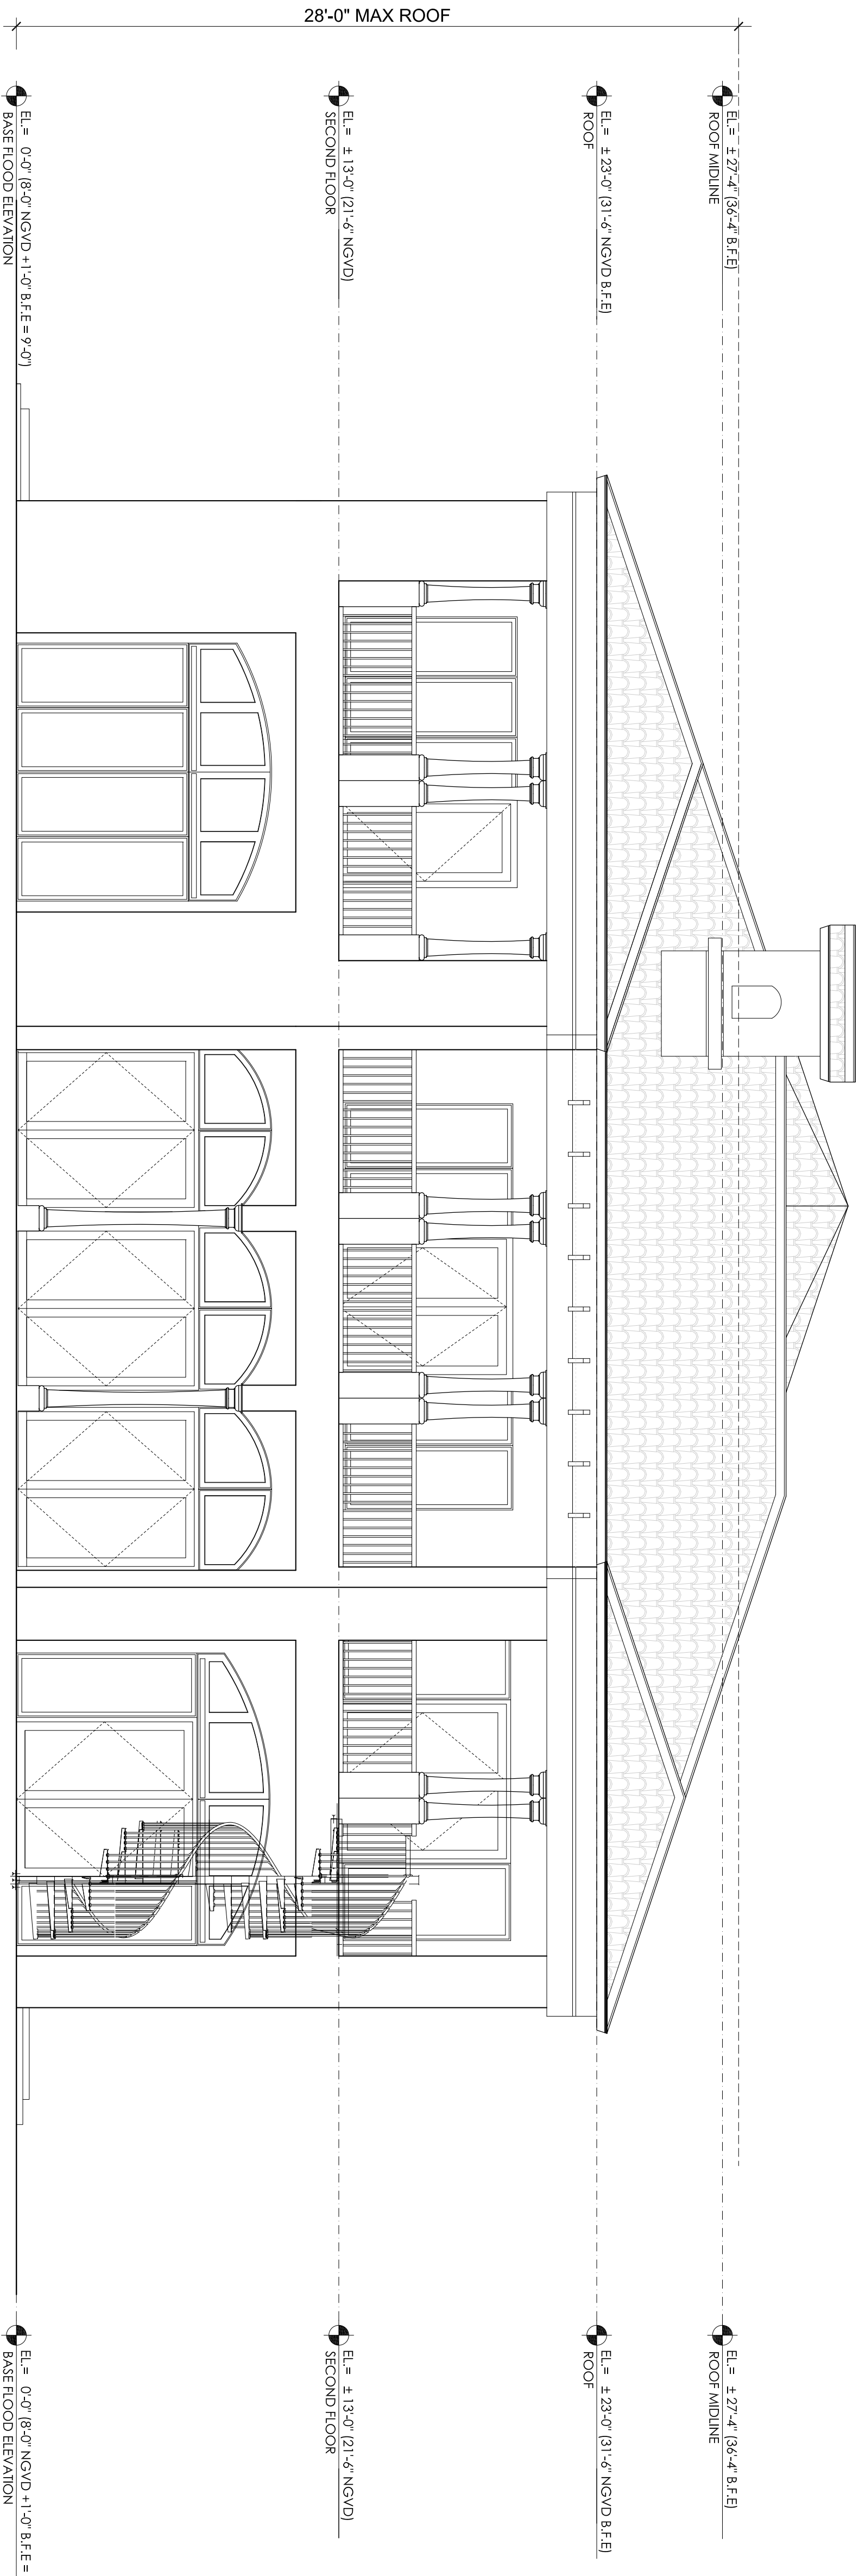 28'-0" MAX ROOF
EL.= ± 27'-4" (36'-4" B.F.E)
ROOF MIDLINE
EL.= ± 23'-0" (31'-6" NGVD B.F.E)
ROOF
EL.= ± 13'-0" (21'-6" NGVD)
SECOND FLOOR
EL.= 0'-0" (8'-0" NGVD +1'-0" B.F.E = 9'-0")
BASE FLOOD ELEVATION
EL.= ± 27'-4" (36'-4" B.F.E)
ROOF MIDLINE
EL.= ± 23'-0" (31'-6" NGVD B.F.E)
ROOF
EL.= ± 13'-0" (21'-6" NGVD)
SECOND FLOOR
EL.= 0'-0" (8'-0" NGVD +1'-0" B.F.E =
BASE FLOOD ELEVATION